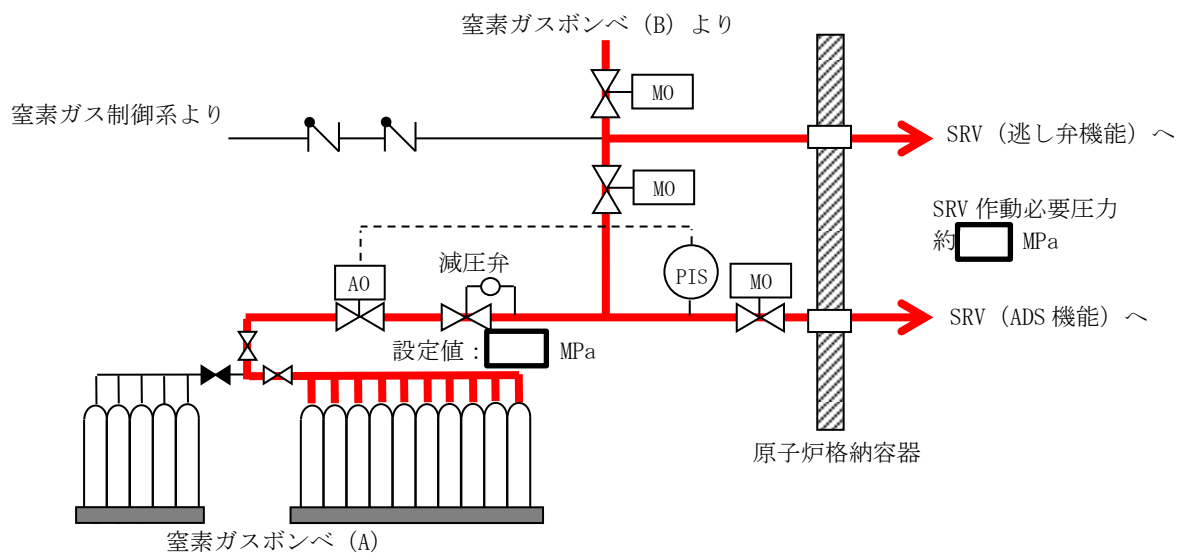 窒素ガスボンベ（B）より
MO
窒素ガス制御系より
SRV（逃し弁機能）へ
MO
SRV 作動必要圧力
約 MPa
減圧弁
AO
PIS
MO
SRV（ADS 機能）へ
設定値： MPa
原子炉格納容器
窒素ガスボンベ（A）